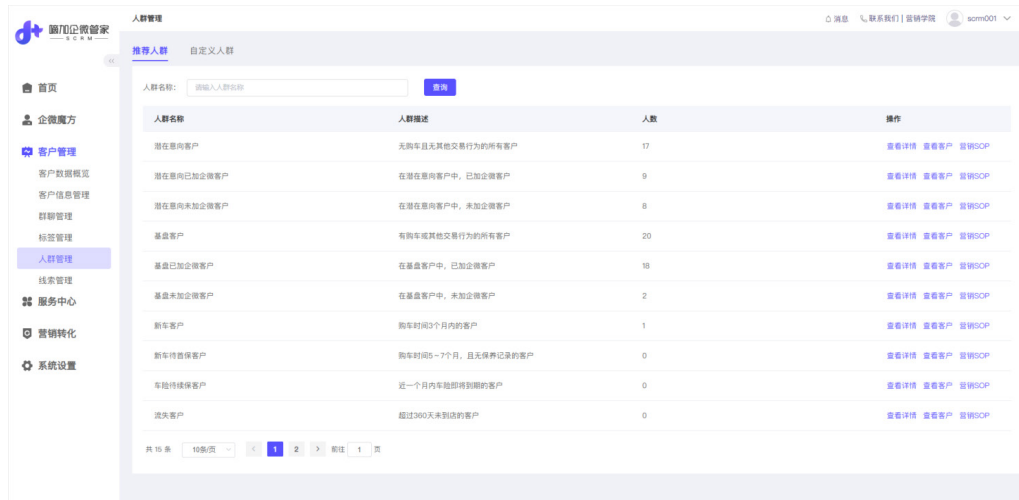 嘀加企微管家
SCRM
人群管理
消息 联系我们 | 营销学院 scrm001
推荐人群 自定义人群
首页
企微魔方
客户管理
客户数据概览
客户信息管理
群聊管理
标签管理
人群管理
线索管理
服务中心
营销转化
系统设置
人群名称: 请输入人群名称 查询
人群名称 人群描述 人数 操作
潜在意向客户 无购车且无其他交易行为的所有客户 17 查看详情 查看客户 营销SOP
潜在意向已加企微客户 在潜在意向客户中，已加企微客户 9 查看详情 查看客户 营销SOP
潜在意向未加企微客户 在潜在意向客户中，未加企微客户 8 查看详情 查看客户 营销SOP
基盘客户 有购车或其他交易行为的所有客户 20 查看详情 查看客户 营销SOP
基盘已加企微客户 在基盘客户中，已加企微客户 18 查看详情 查看客户 营销SOP
基盘未加企微客户 在基盘客户中，未加企微客户 2 查看详情 查看客户 营销SOP
新车客户 购车时间3个月内的客户 1 查看详情 查看客户 营销SOP
新车待首保客户 购车时间5~7个月，且无保养记录的客户 0 查看详情 查看客户 营销SOP
车险待续保客户 近一个月内车险即将到期的客户 0 查看详情 查看客户 营销SOP
流失客户 超过360天未到店的客户 0 查看详情 查看客户 营销SOP
共 15 条 10条/页 < 1 2 > 前往 1 页